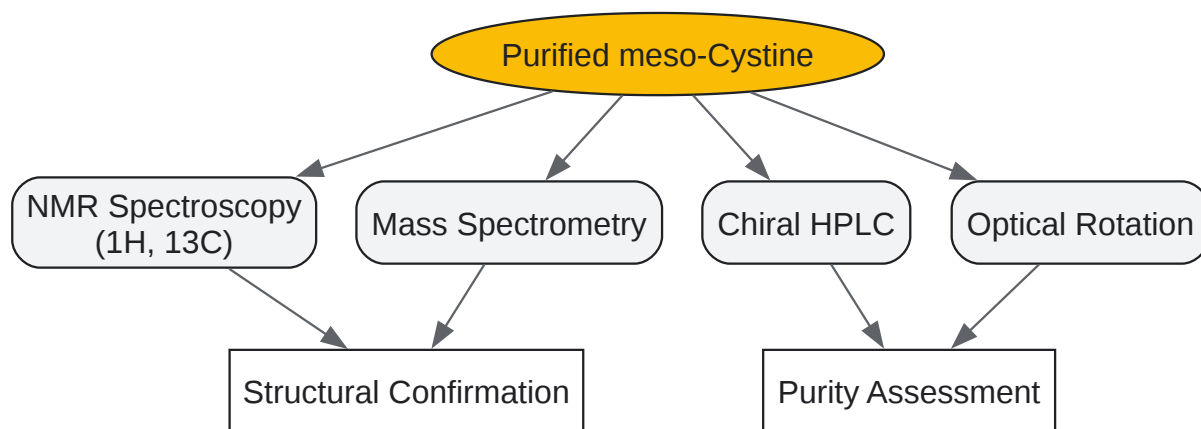 Purified meso-Cystine
NMR Spectroscopy
(1H, 13C)
Mass Spectrometry
Chiral HPLC
Optical Rotation
Structural Confirmation
Purity Assessment